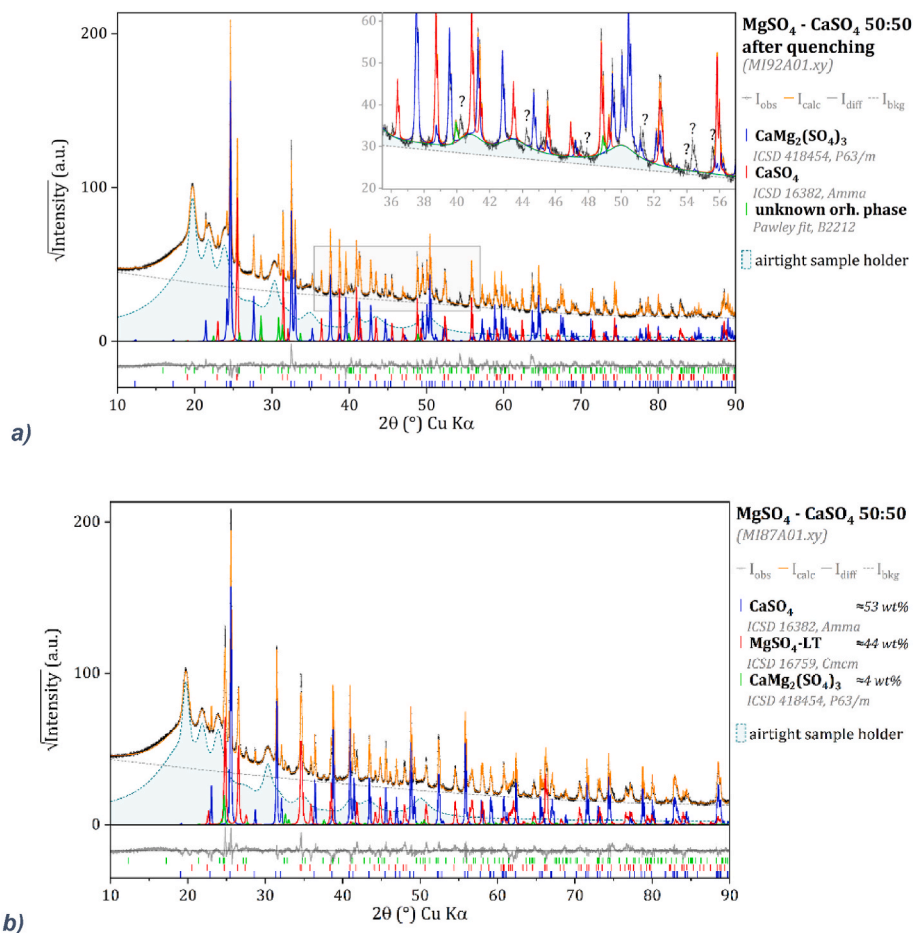 MgSO4 - CaSO4 50:50
after quenching
(MI92A01.xy)
Iobs Icalc Idiff Ibkg
CaMg2(SO4)3
ICSD 418454, P63/m
CaSO4
ICSD 16382, Amma
unknown orh. phase
Pawley fit, B2212
airtight sample holder
200
100
0
√Intensity (a.u.)
60
50
40
30
20
? ? ? ? ? ?
36 38 40 42 44 46 48 50 52 54 56
10 20 30 40 50 60 70 80 90
2θ (°) Cu Kα
a)
MgSO4 - CaSO4 50:50
(MI87A01.xy)
Iobs Icalc Idiff Ibkg
CaSO4 ≈53 wt%
ICSD 16382, Amma
MgSO4-LT ≈44 wt%
ICSD 16759, Cmcm
CaMg2(SO4)3 ≈4 wt%
ICSD 418454, P63/m
airtight sample holder
200
100
0
√Intensity (a.u.)
10 20 30 40 50 60 70 80 90
2θ (°) Cu Kα
b)